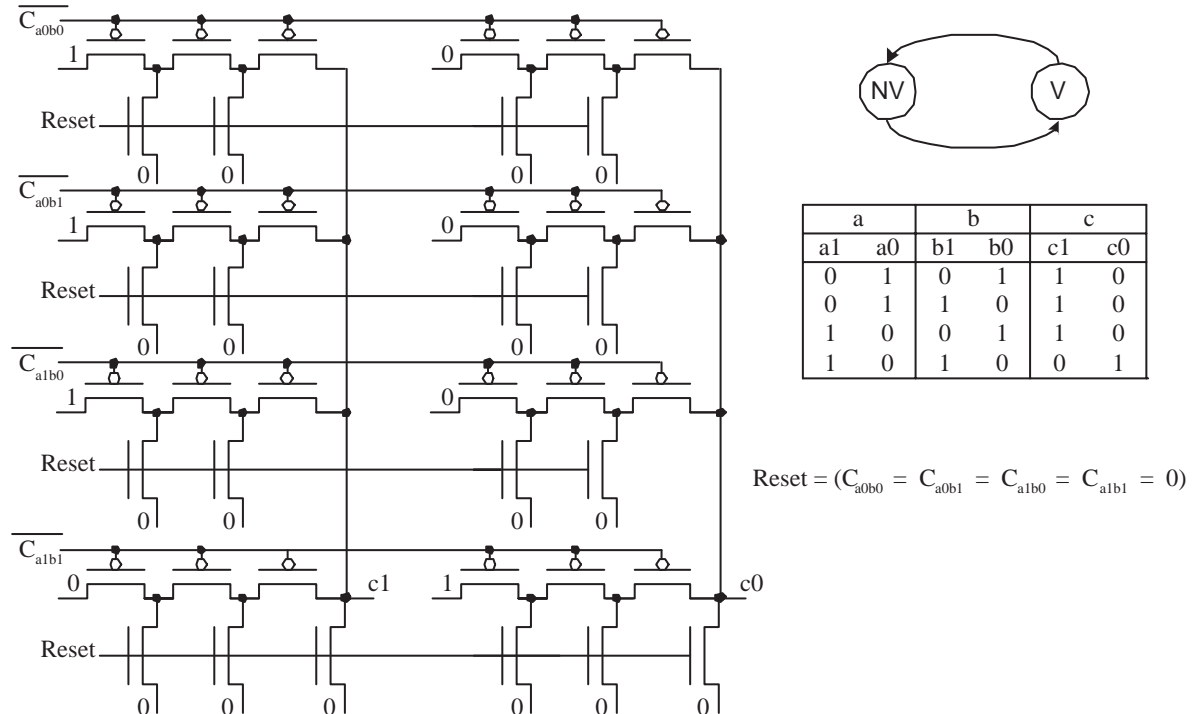 C̅a0b0
1 0
Reset
0 0 0 0
C̅a0b1
1 0
Reset
0 0 0 0
C̅a1b0
1 0
Reset
0 0 0 0
C̅a1b1
0 c1 1 c0
Reset
0 0 0 0 0 0
NV V
a b c
a1 a0 b1 b0 c1 c0
0 1 0 1 1 0
0 1 1 0 1 0
1 0 0 1 1 0
1 0 1 0 0 1
Reset = (Ca0b0 = Ca0b1 = Ca1b0 = Ca1b1 = 0)